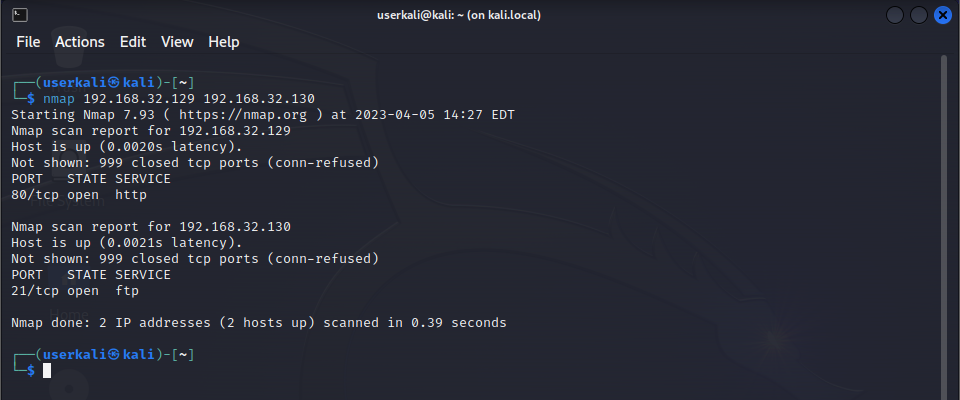 userkali@kali: ~ (on kali.local)
File Actions Edit View Help
┌──(userkali㉿kali)-[~]
└─$ nmap 192.168.32.129 192.168.32.130
Starting Nmap 7.93 ( https://nmap.org ) at 2023-04-05 14:27 EDT
Nmap scan report for 192.168.32.129
Host is up (0.0020s latency).
Not shown: 999 closed tcp ports (conn-refused)
PORT   STATE SERVICE
80/tcp open  http
Nmap scan report for 192.168.32.130
Host is up (0.0021s latency).
Not shown: 999 closed tcp ports (conn-refused)
PORT   STATE SERVICE
21/tcp open  ftp
Nmap done: 2 IP addresses (2 hosts up) scanned in 0.39 seconds
┌──(userkali㉿kali)-[~]
└─$